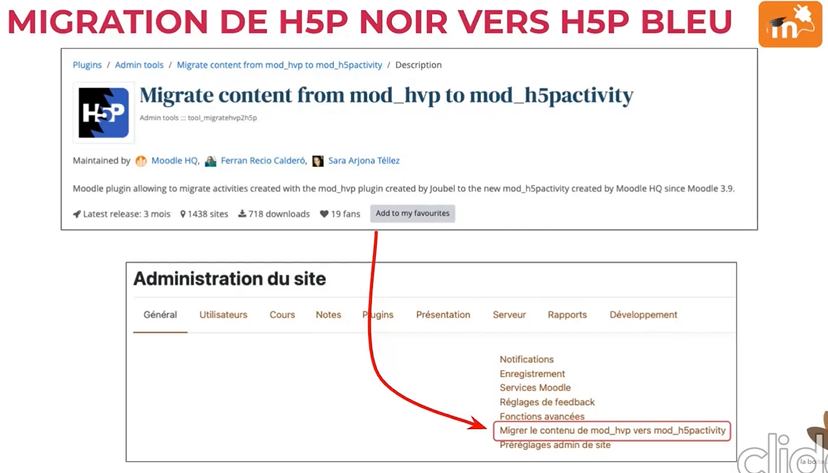 MIGRATION DE H5P NOIR VERS H5P BLEU
in
Plugins / Admin tools / Migrate content from mod_hvp to mod_h5pactivity / Description
H5P
Migrate content from mod_hvp to mod_h5pactivity
Admin tools ::: tool_migratehvp2h5p
Maintained by Moodle HQ, Ferran Recio Calderó, Sara Arjona Téllez
Moodle plugin allowing to migrate activities created with the mod_hvp plugin created by Joubel to the new mod_h5pactivity created by Moodle HQ since Moodle 3.9.
Latest release: 3 mois 1438 sites 718 downloads 19 fans Add to my favourites
Administration du site
Général Utilisateurs Cours Notes Plugins Présentation Serveur Rapports Développement
Notifications
Enregistrement
Services Moodle
Réglages de feedback
Fonctions avancées
Migrer le contenu de mod_hvp vers mod_h5pactivity
Préréglages admin de site